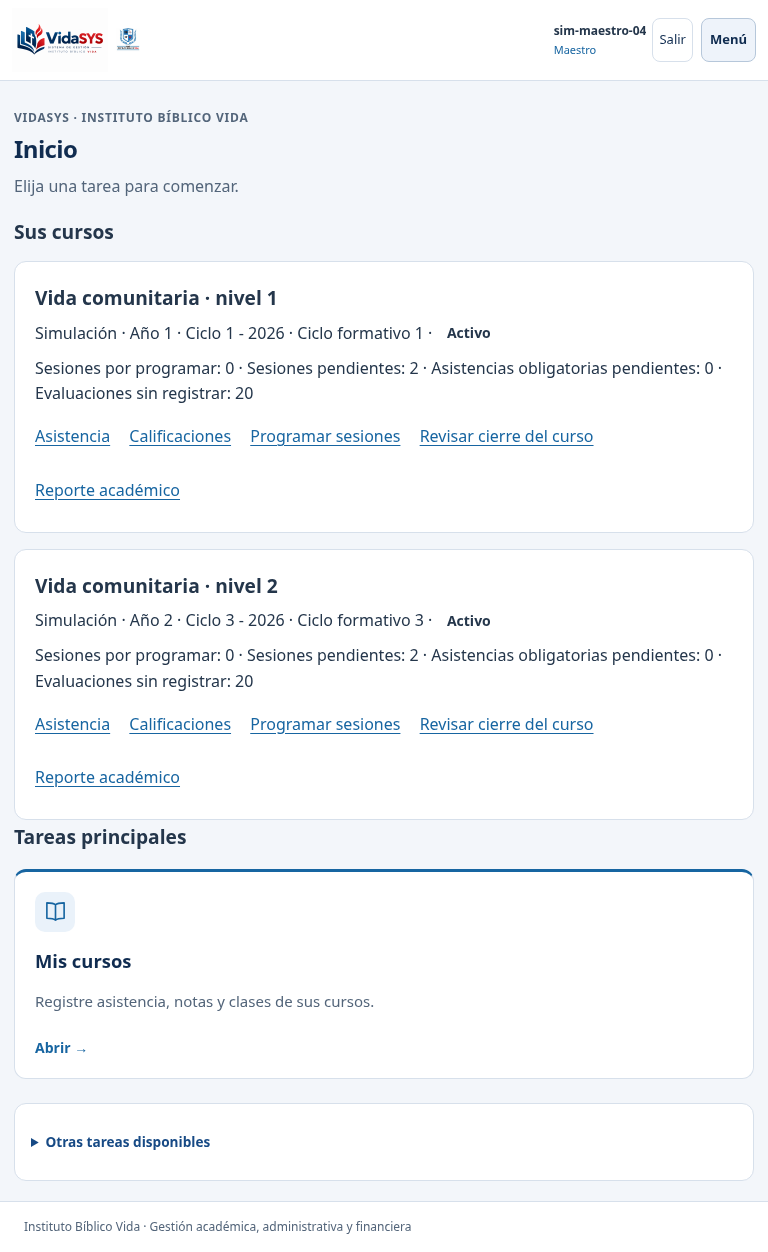 VidaSYS
sim-maestro-04
Maestro
Salir
Menú
VIDASYS · INSTITUTO BÍBLICO VIDA
Inicio
Elija una tarea para comenzar.
Sus cursos
Vida comunitaria · nivel 1
Simulación · Año 1 · Ciclo 1 - 2026 · Ciclo formativo 1 · Activo
Sesiones por programar: 0 · Sesiones pendientes: 2 · Asistencias obligatorias pendientes: 0 ·
Evaluaciones sin registrar: 20
Asistencia Calificaciones Programar sesiones Revisar cierre del curso
Reporte académico
Vida comunitaria · nivel 2
Simulación · Año 2 · Ciclo 3 - 2026 · Ciclo formativo 3 · Activo
Sesiones por programar: 0 · Sesiones pendientes: 2 · Asistencias obligatorias pendientes: 0 ·
Evaluaciones sin registrar: 20
Asistencia Calificaciones Programar sesiones Revisar cierre del curso
Reporte académico
Tareas principales
Mis cursos
Registre asistencia, notas y clases de sus cursos.
Abrir →
Otras tareas disponibles
Instituto Bíblico Vida · Gestión académica, administrativa y financiera